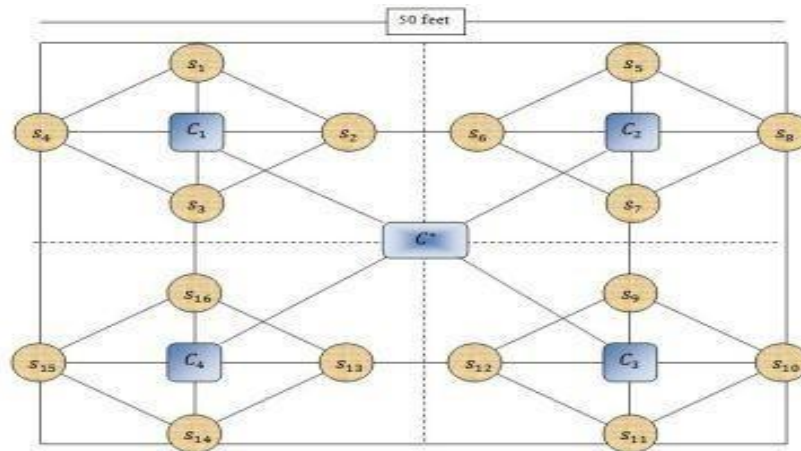 50 feet
s₁ s₅
s₄ C₁ s₂ s₆ C₂ s₈
s₃ s₇
C*
s₁₆ s₉
s₁₅ C₄ s₁₃ s₁₂ C₃ s₁₀
s₁₄ s₁₁